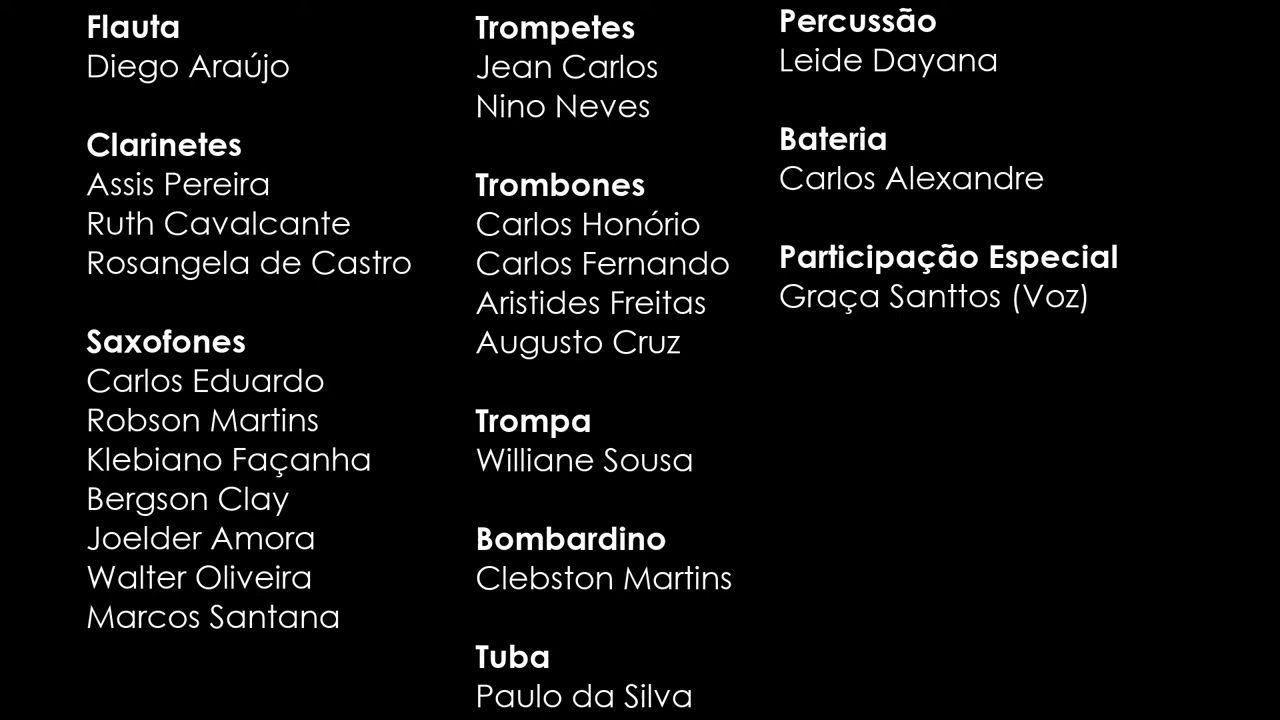 Flauta
Diego Araújo
Clarinetes
Assis Pereira
Ruth Cavalcante
Rosangela de Castro
Saxofones
Carlos Eduardo
Robson Martins
Klebiano Façanha
Bergson Clay
Joelder Amora
Walter Oliveira
Marcos Santana
Trompetes
Jean Carlos
Nino Neves
Trombones
Carlos Honório
Carlos Fernando
Aristides Freitas
Augusto Cruz
Trompa
Williane Sousa
Bombardino
Clebston Martins
Tuba
Paulo da Silva
Percussão
Leide Dayana
Bateria
Carlos Alexandre
Participação Especial
Graça Santtos (Voz)